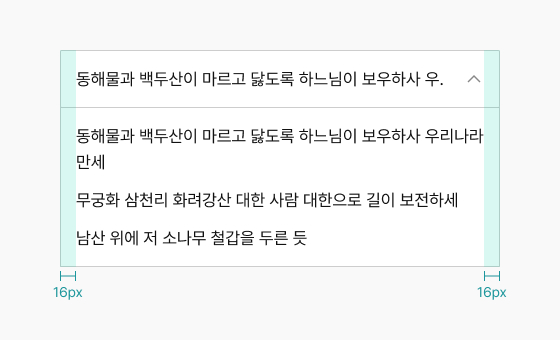 동해물과 백두산이 마르고 닳도록 하느님이 보우하사 우.
동해물과 백두산이 마르고 닳도록 하느님이 보우하사 우리나라
만세
무궁화 삼천리 화려강산 대한 사람 대한으로 길이 보전하세
남산 위에 저 소나무 철갑을 두른 듯
16px 16px